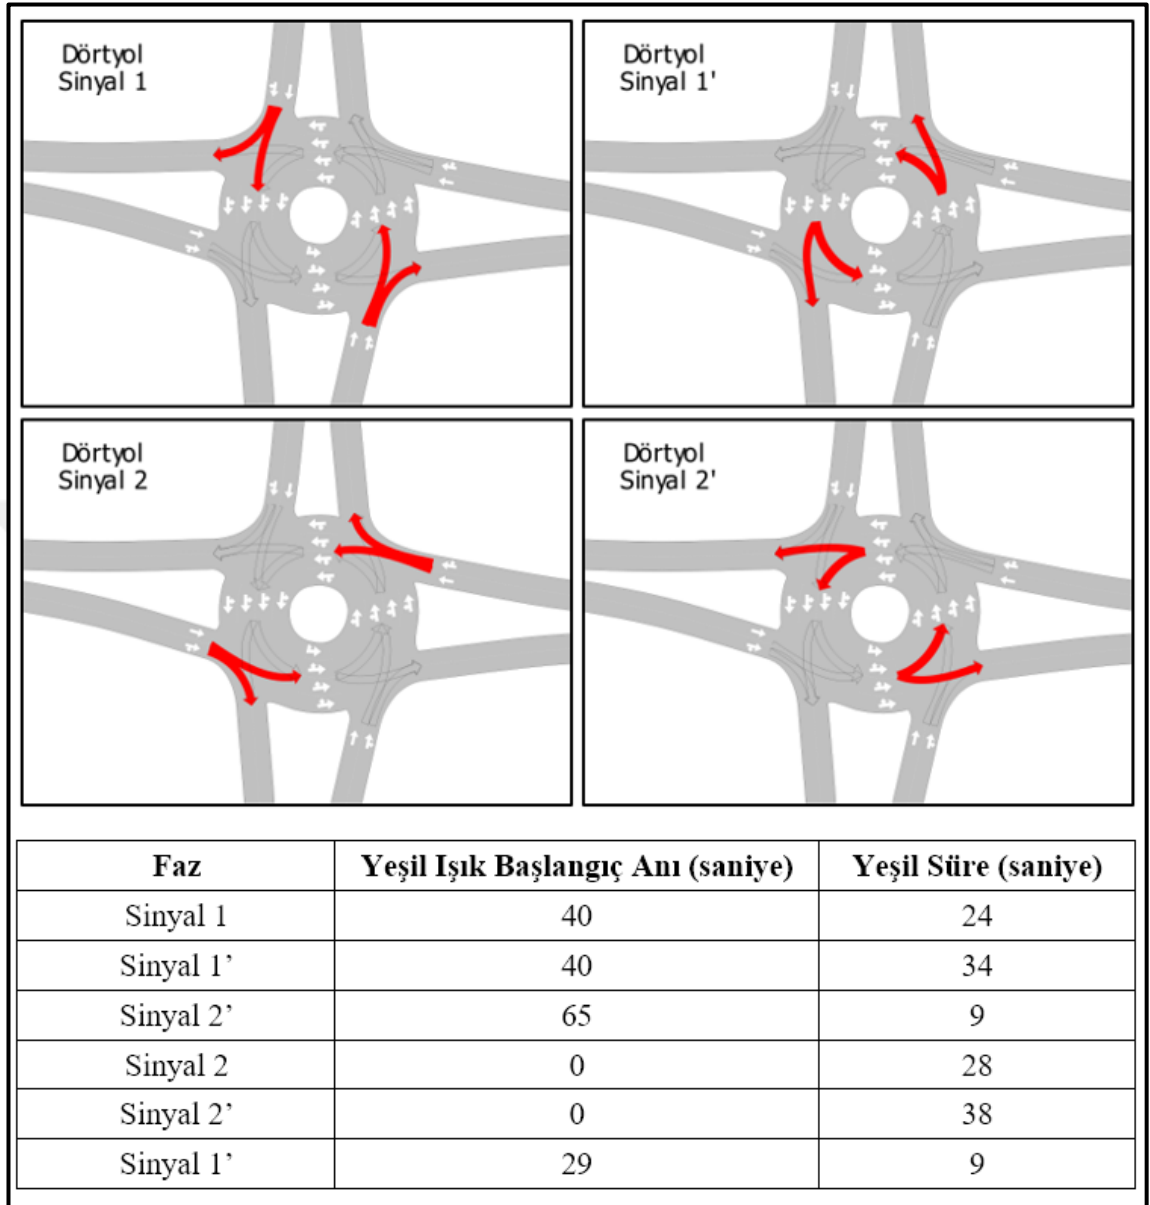 Dörtyol
Sinyal 1
Dörtyol
Sinyal 1'
Dörtyol
Sinyal 2
Dörtyol
Sinyal 2'
Faz Yeşil Işık Başlangıç Anı (saniye) Yeşil Süre (saniye)
Sinyal 1 40 24
Sinyal 1’ 40 34
Sinyal 2’ 65 9
Sinyal 2 0 28
Sinyal 2’ 0 38
Sinyal 1’ 29 9